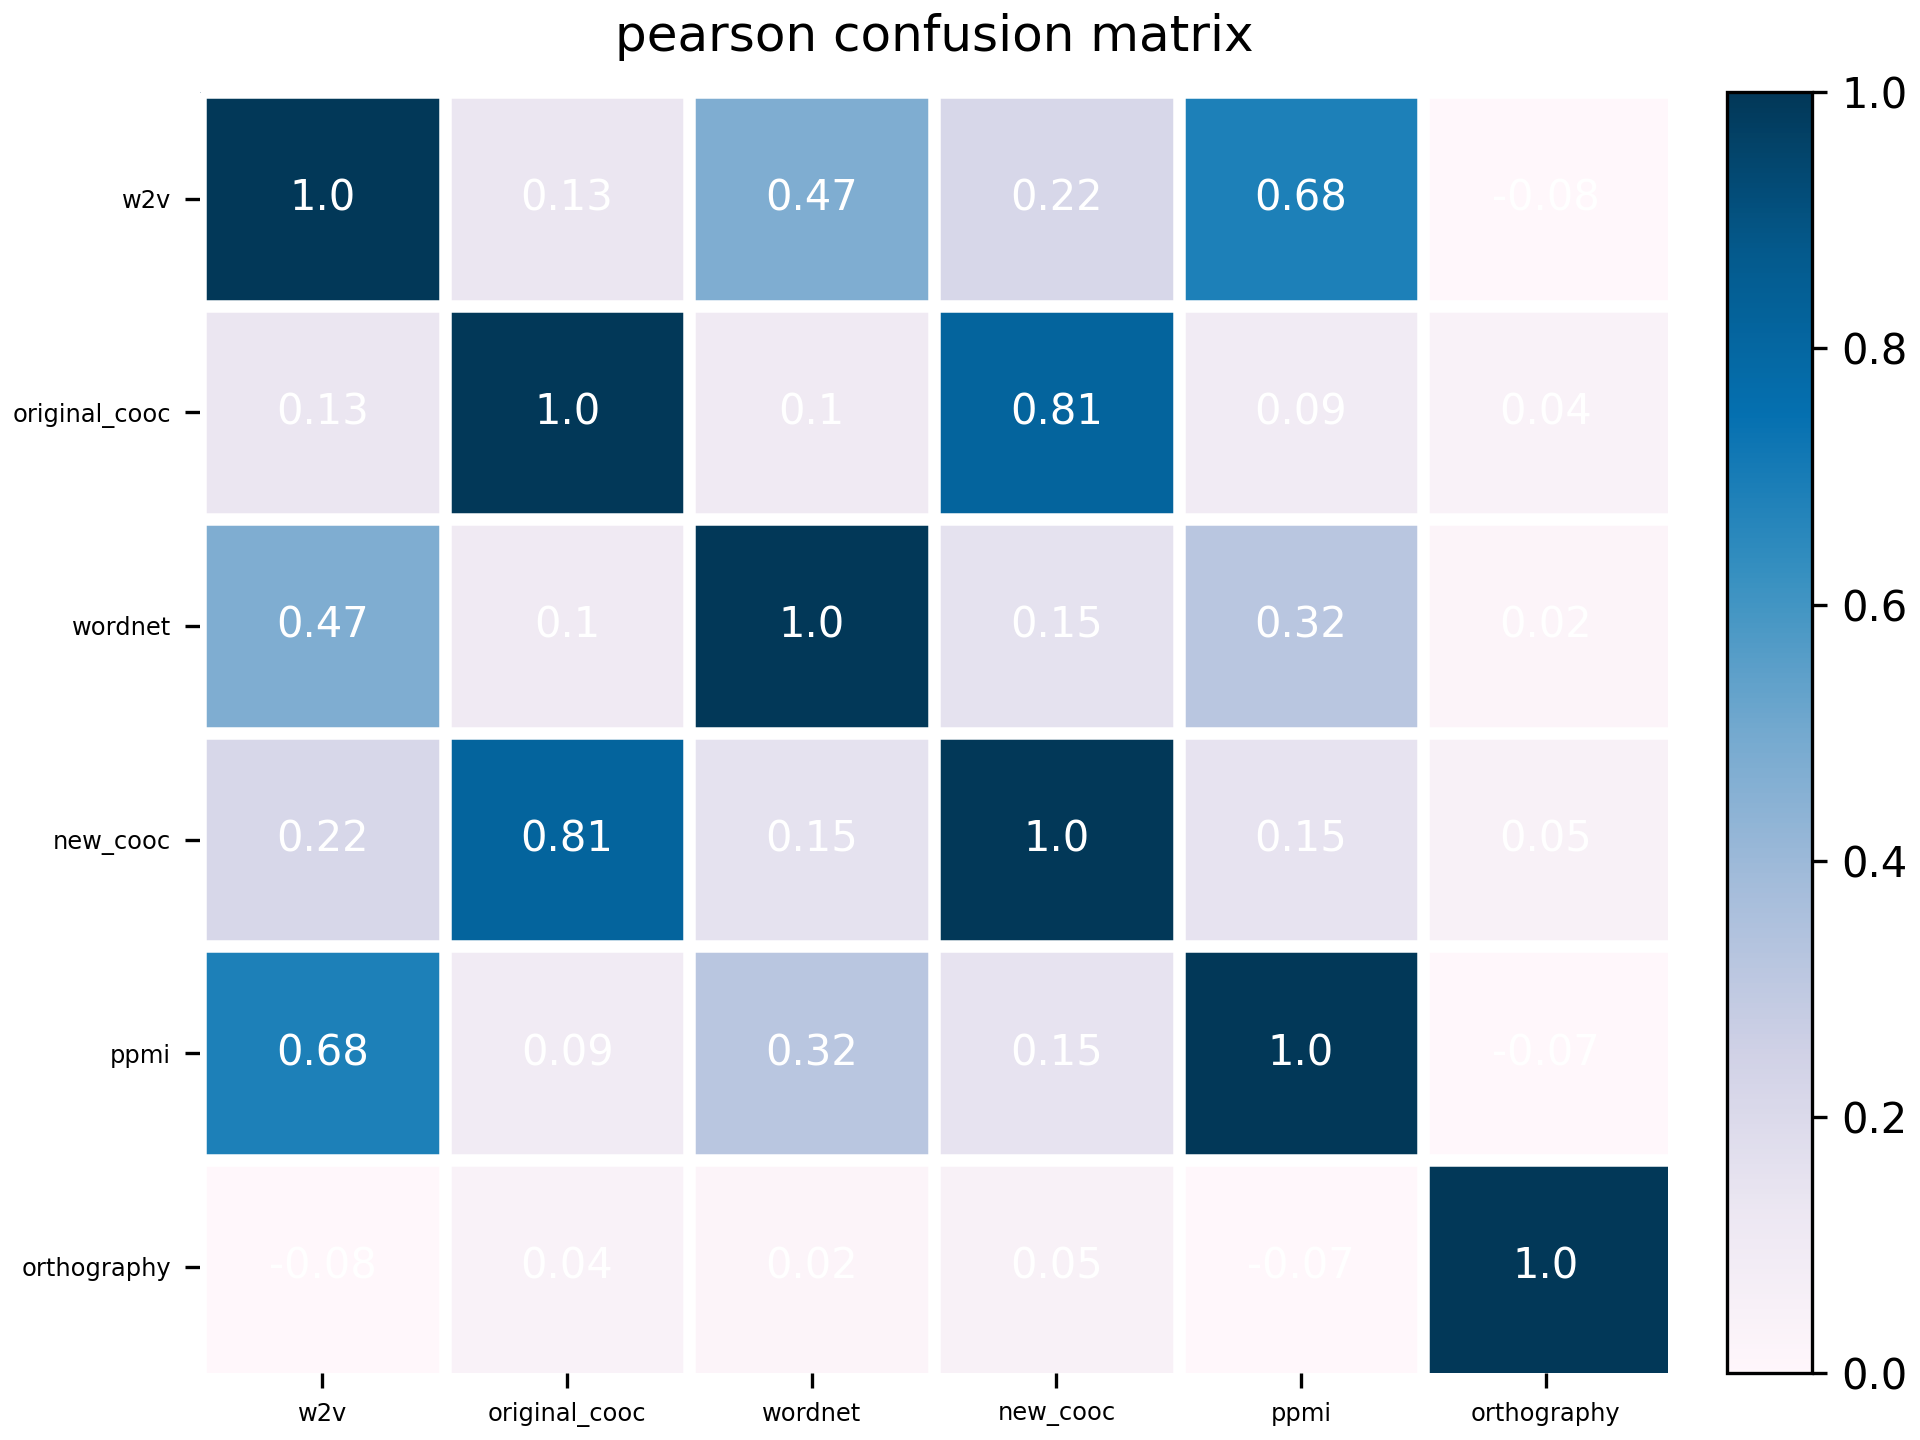 pearson confusion matrix
w2v 1.0 0.13 0.47 0.22 0.68 -0.08
original_cooc 0.13 1.0 0.1 0.81 0.09 0.04
wordnet 0.47 0.1 1.0 0.15 0.32 0.02
new_cooc 0.22 0.81 0.15 1.0 0.15 0.05
ppmi 0.68 0.09 0.32 0.15 1.0 -0.07
orthography -0.08 0.04 0.02 0.05 -0.07 1.0
w2v original_cooc wordnet new_cooc ppmi orthography
1.0
0.8
0.6
0.4
0.2
0.0